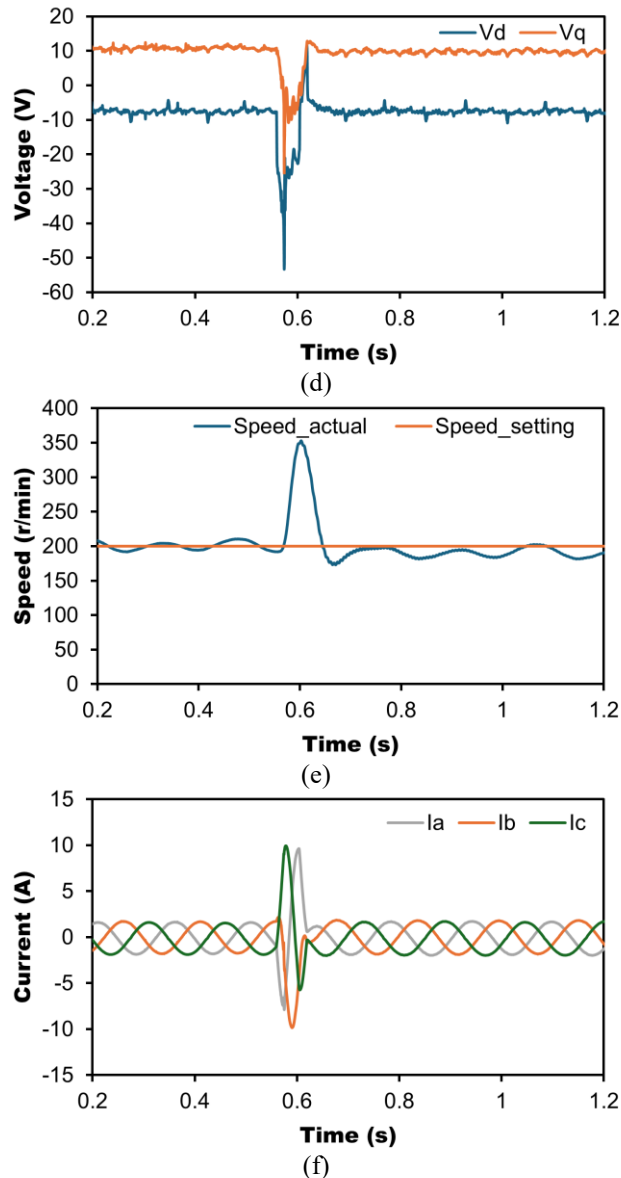 Vd Vq
Voltage (V)
20
10
0
-10
-20
-30
-40
-50
-60
0.2 0.4 0.6 0.8 1 1.2
Time (s)
(d)
Speed_actual Speed_setting
Speed (r/min)
400
350
300
250
200
150
100
50
0
0.2 0.4 0.6 0.8 1 1.2
Time (s)
(e)
Ia Ib Ic
Current (A)
15
10
5
0
-5
-10
-15
0.2 0.4 0.6 0.8 1 1.2
Time (s)
(f)